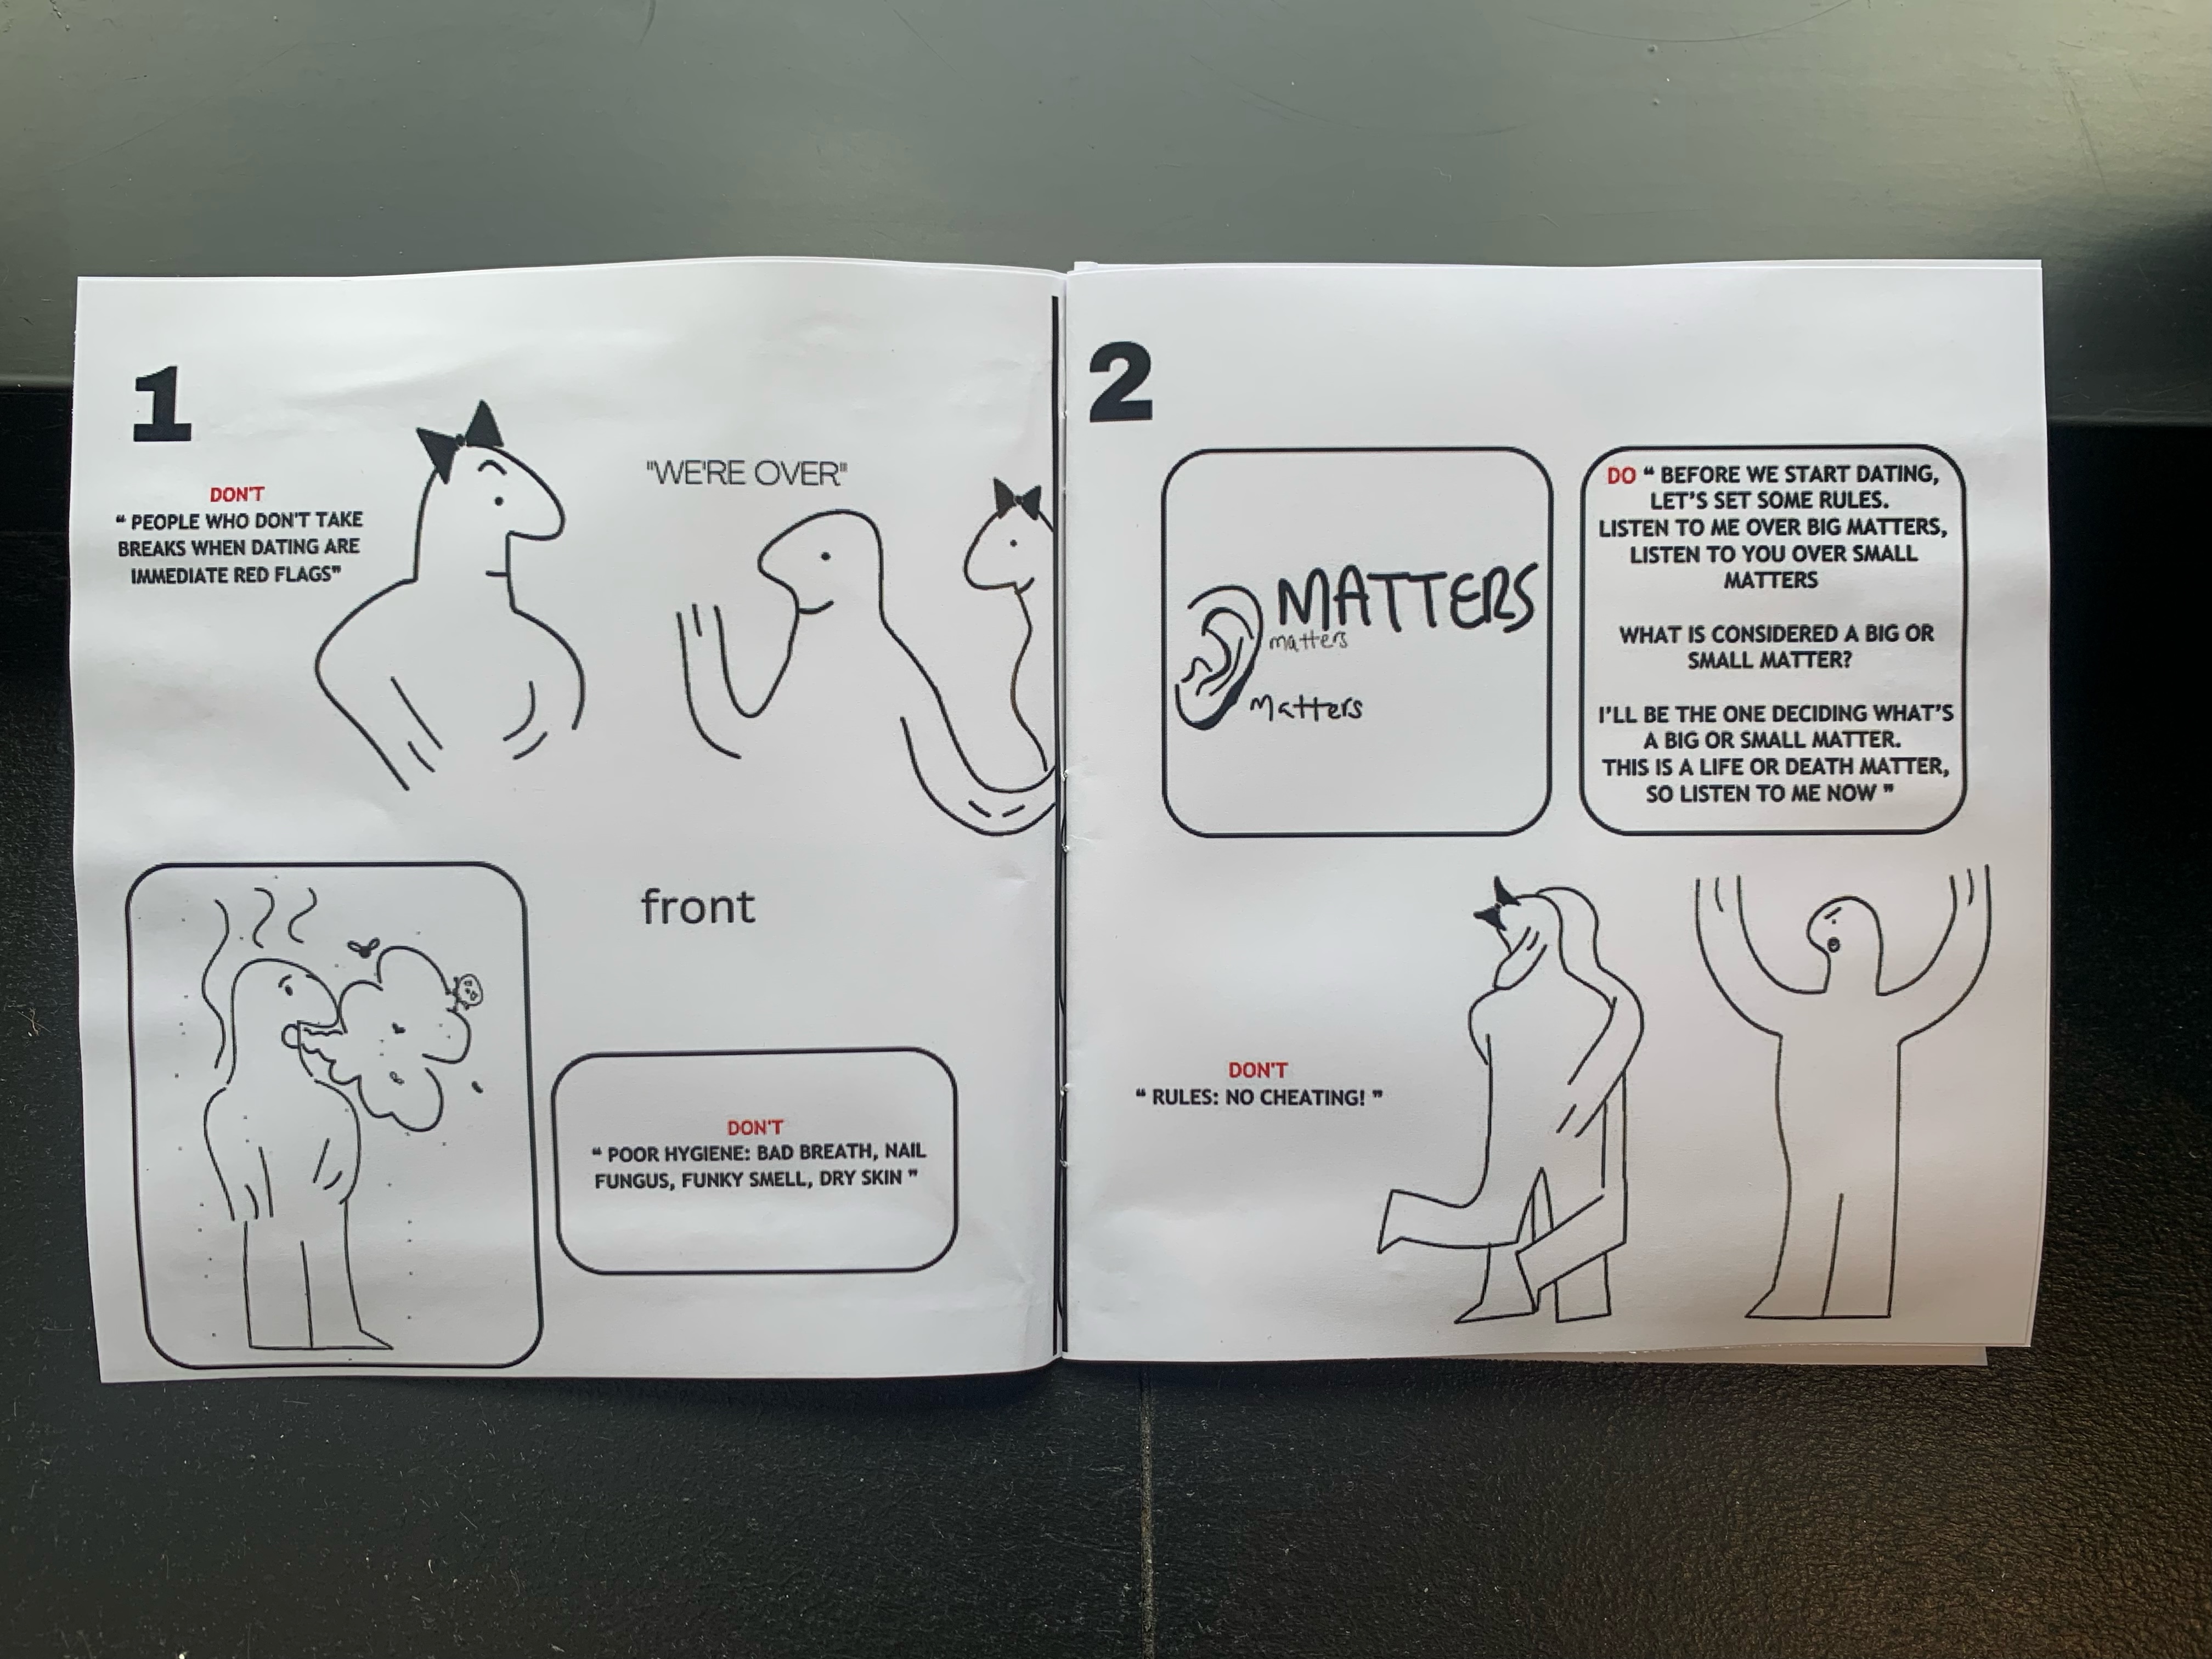 1
DON'T
“ PEOPLE WHO DON'T TAKE
BREAKS WHEN DATING ARE
IMMEDIATE RED FLAGS”
"WE'RE OVER"
front
DON'T
“ POOR HYGIENE: BAD BREATH, NAIL
FUNGUS, FUNKY SMELL, DRY SKIN ”
2
MATTERS
matters
Matters
DO “ BEFORE WE START DATING,
LET’S SET SOME RULES.
LISTEN TO ME OVER BIG MATTERS,
LISTEN TO YOU OVER SMALL
MATTERS
WHAT IS CONSIDERED A BIG OR
SMALL MATTER?
I’LL BE THE ONE DECIDING WHAT’S
A BIG OR SMALL MATTER.
THIS IS A LIFE OR DEATH MATTER,
SO LISTEN TO ME NOW ”
DON'T
“ RULES: NO CHEATING! ”